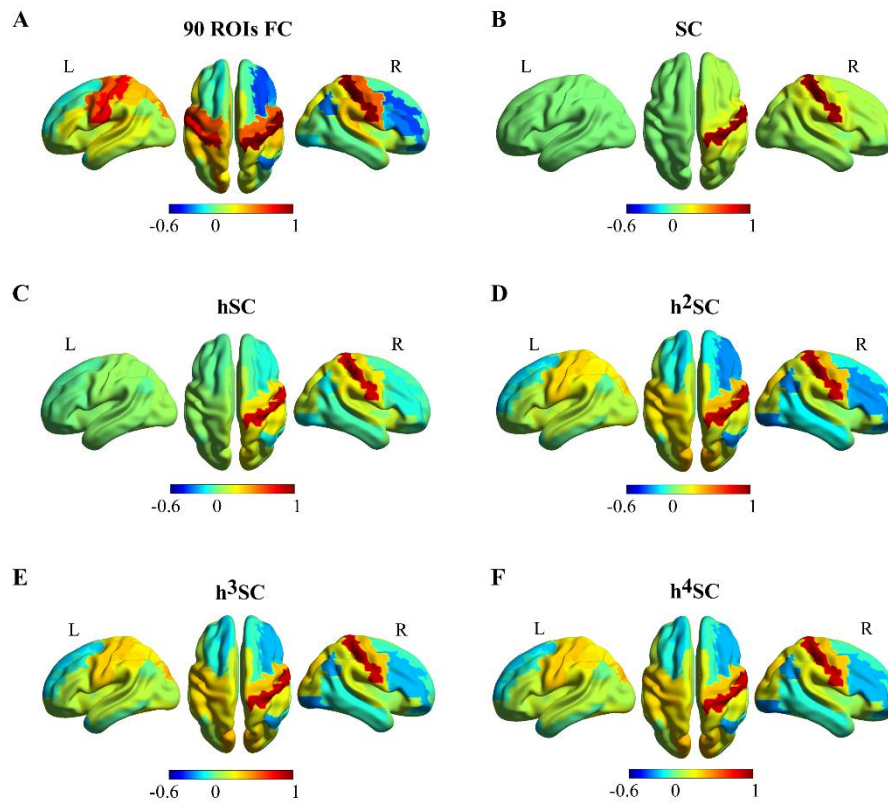 A
90 ROIs FC
L
R
-0.6 0 1
B
SC
L
R
-0.6 0 1
C
hSC
L
R
-0.6 0 1
D
h²SC
L
R
-0.6 0 1
E
h³SC
L
R
-0.6 0 1
F
h⁴SC
L
R
-0.6 0 1